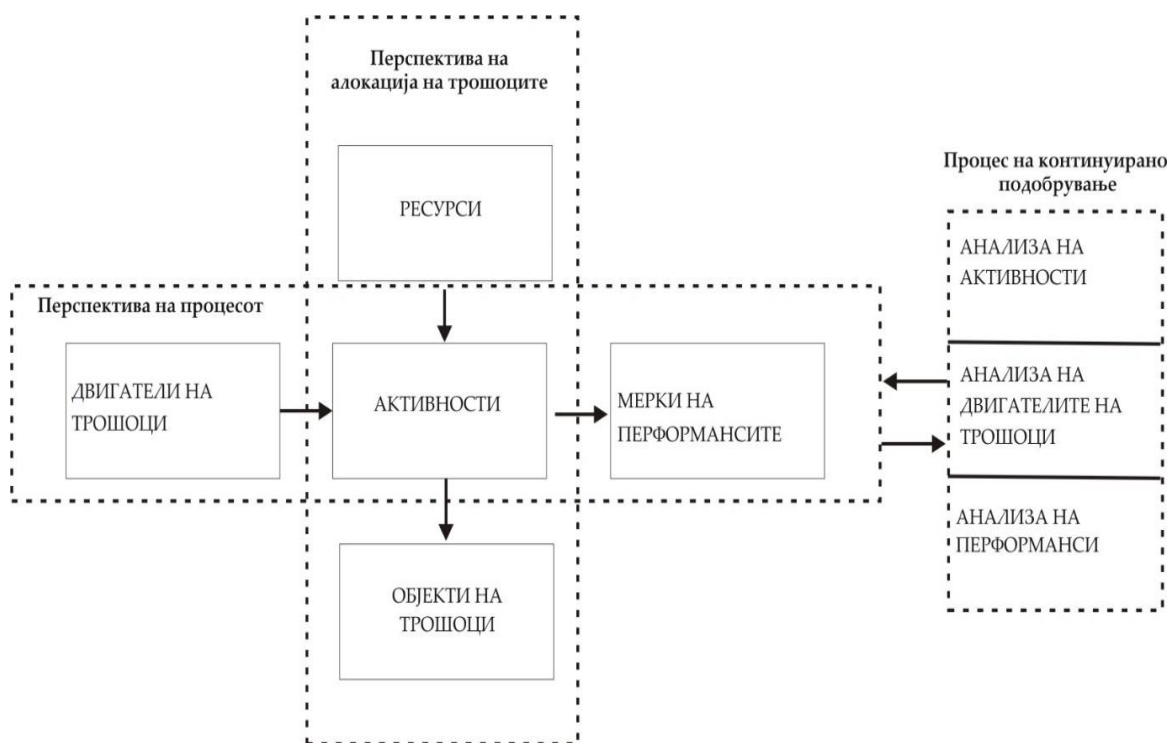 Перспектива на
алокација на трошоците
РЕСУРСИ
Процес на континуирано
подобрување
АНАЛИЗА НА
АКТИВНОСТИ
Перспектива на процесот
ДВИГАТЕЛИ НА
ТРОШОЦИ
АКТИВНОСТИ
МЕРКИ НА
ПЕРФОРМАНСИТЕ
АНАЛИЗА НА
ДВИГАТЕЛИТЕ НА
ТРОШОЦИ
АНАЛИЗА НА
ПЕРФОРМАНСИ
ОБЈЕКТИ НА
ТРОШОЦИ